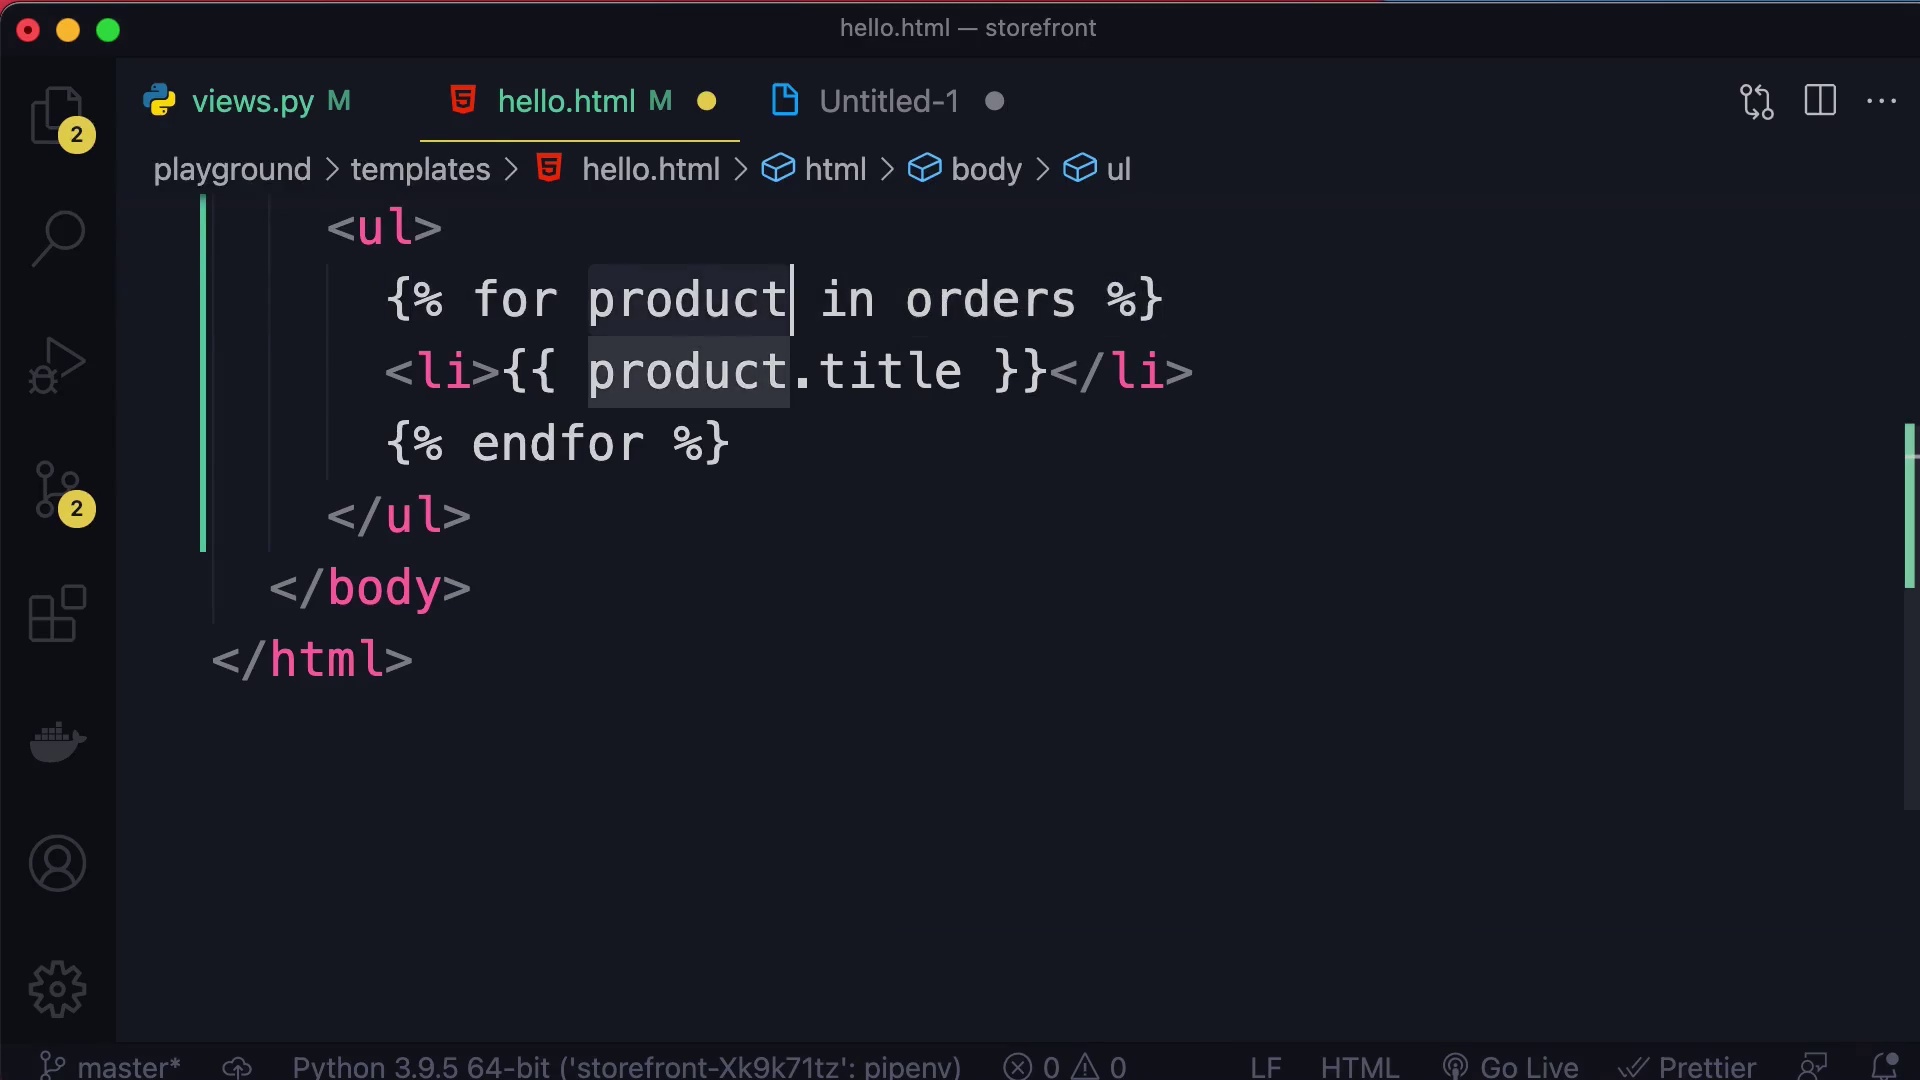 hello.html — storefront
views.py M hello.html M Untitled-1
playground > templates > hello.html > html > body > ul
<ul>
{% for product in orders %}
<li>{{ product.title }}</li>
{% endfor %}
</ul>
</body>
</html>
2
2
master* Python 3.9.5 64-bit ('storefront-Xk9k71tz': pipenv) 0 0 LF HTML Go Live Prettier